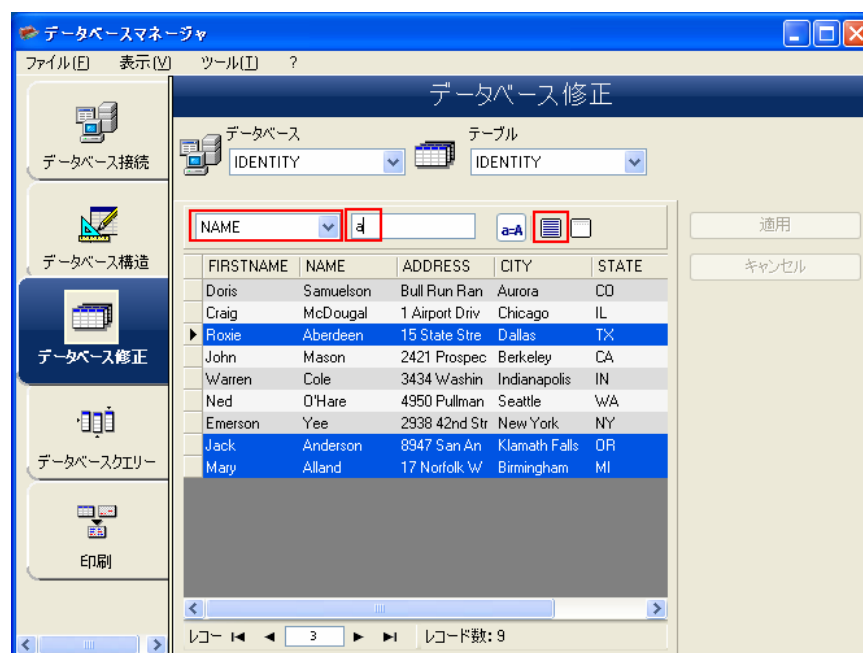 データベースマネージャ
ファイル(F) 表示(V) ツール(T) ?
データベース修正
データベース接続
データベース構造
データベース修正
データベースクエリー
印刷
データベース
IDENTITY
テーブル
IDENTITY
NAME a a=A
適用
キャンセル
FIRSTNAME NAME ADDRESS CITY STATE
Doris Samuelson Bull Run Ran Aurora CO
Craig McDougal 1 Airport Driv Chicago IL
Roxie Aberdeen 15 State Stre Dallas TX
John Mason 2421 Prospec Berkeley CA
Warren Cole 3434 Washin Indianapolis IN
Ned O'Hare 4950 Pullman Seattle WA
Emerson Yee 2938 42nd Str New York NY
Jack Anderson 8947 San An Klamath Falls OR
Mary Alland 17 Norfolk W Birmingham MI
レコー 3 レコード数: 9